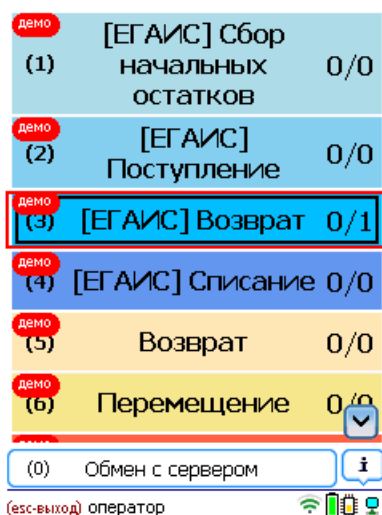 демо
[ЕГАИС] Сбор
(1) начальных 0/0
остатков
демо
[ЕГАИС]
(2) Поступление 0/0
демо
(3) [ЕГАИС] Возврат 0/1
демо
(4) [ЕГАИС] Списание 0/0
демо
(5) Возврат 0/0
демо
(6) Перемещение 0/0
(0) Обмен с сервером i
(esc-выход) оператор